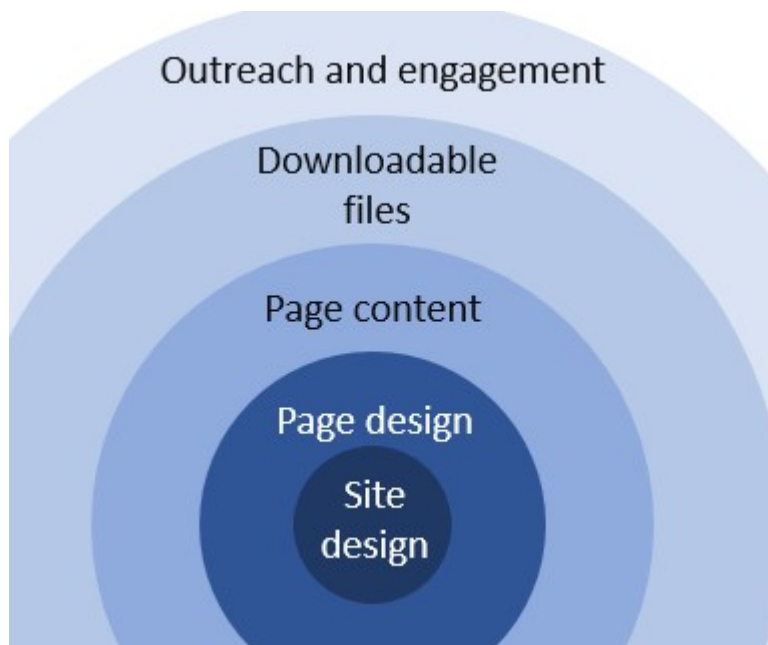 Outreach and engagement
Downloadable
files
Page content
Page design
Site
design